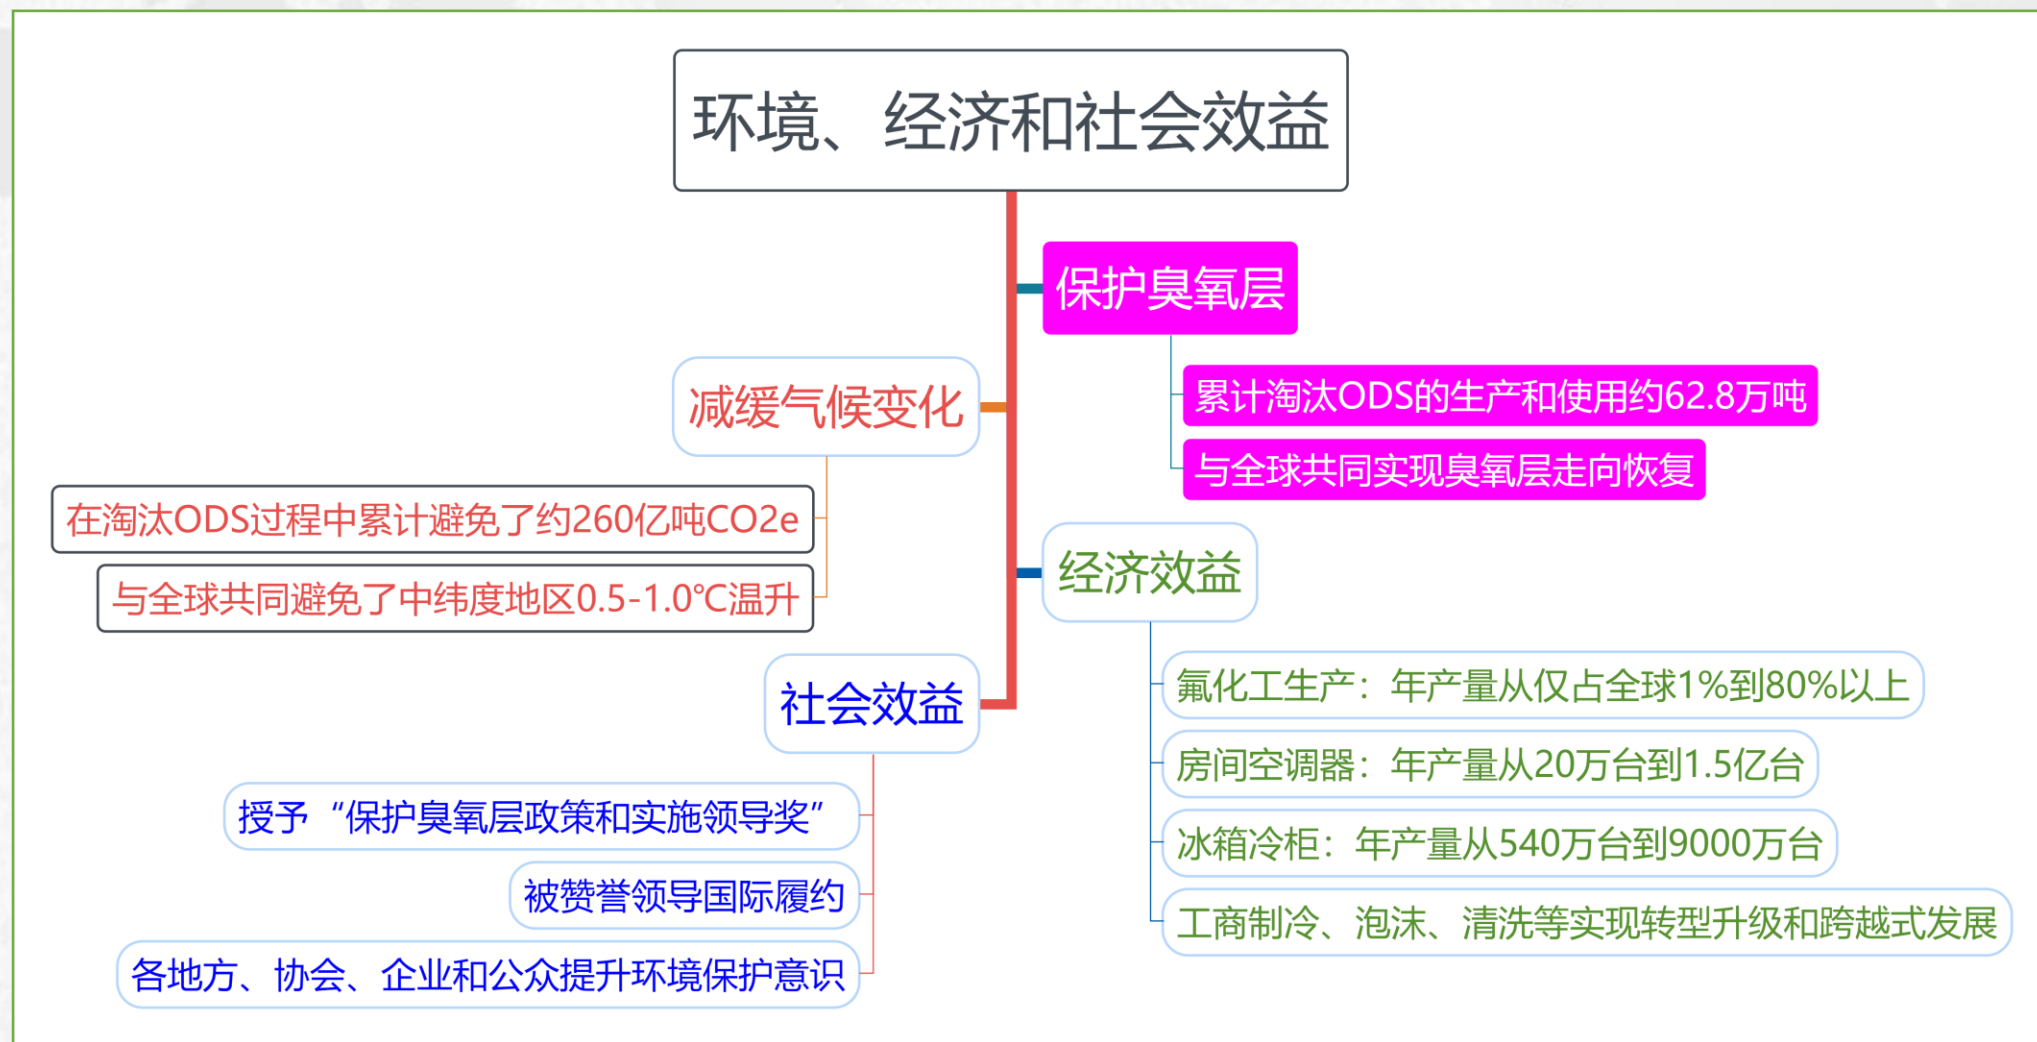 环境、经济和社会效益
保护臭氧层
累计淘汰ODS的生产和使用约62.8万吨
与全球共同实现臭氧层走向恢复
减缓气候变化
在淘汰ODS过程中累计避免了约260亿吨CO2e
与全球共同避免了中纬度地区0.5-1.0℃温升
经济效益
氟化工生产：年产量从仅占全球1%到80%以上
房间空调器：年产量从20万台到1.5亿台
冰箱冷柜：年产量从540万台到9000万台
工商制冷、泡沫、清洗等实现转型升级和跨越式发展
社会效益
授予“保护臭氧层政策和实施领导奖”
被赞誉领导国际履约
各地方、协会、企业和公众提升环境保护意识